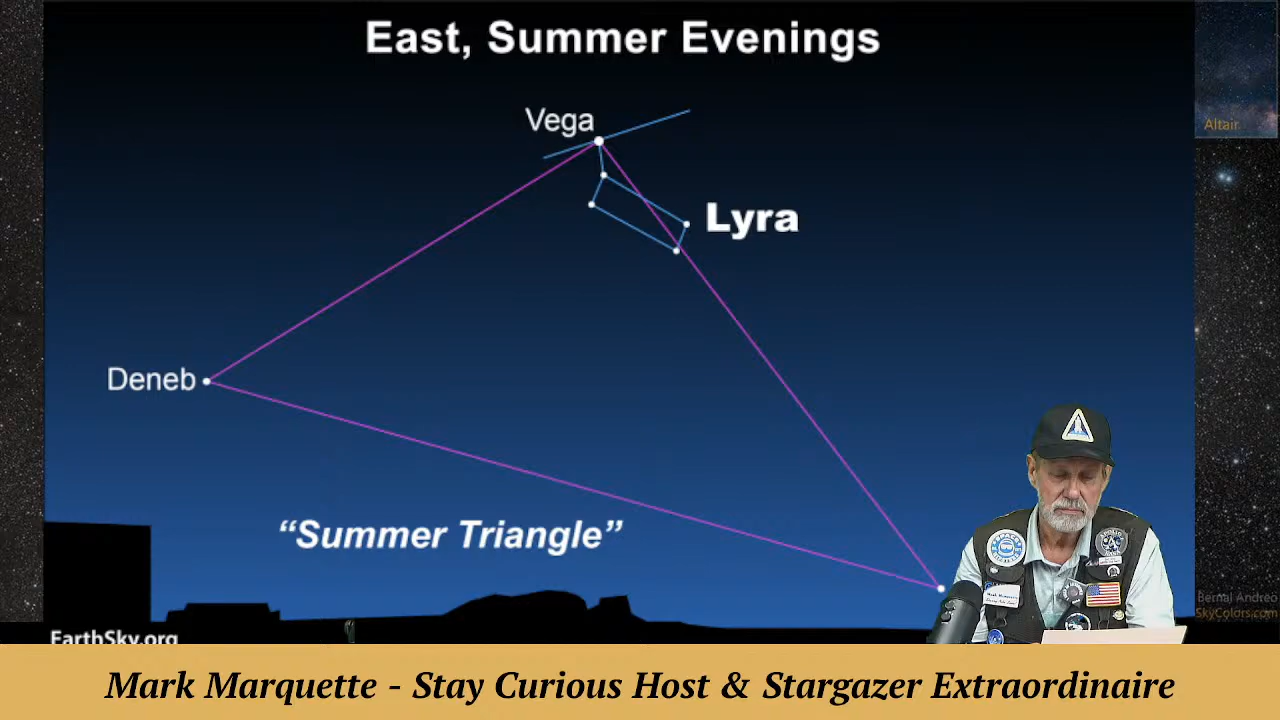 East, Summer Evenings
Altair
Vega
Lyra
Deneb
“Summer Triangle”
Bernal Andreo
SkyColors.com
EarthSky.org
Mark Marquette - Stay Curious Host & Stargazer Extraordinaire